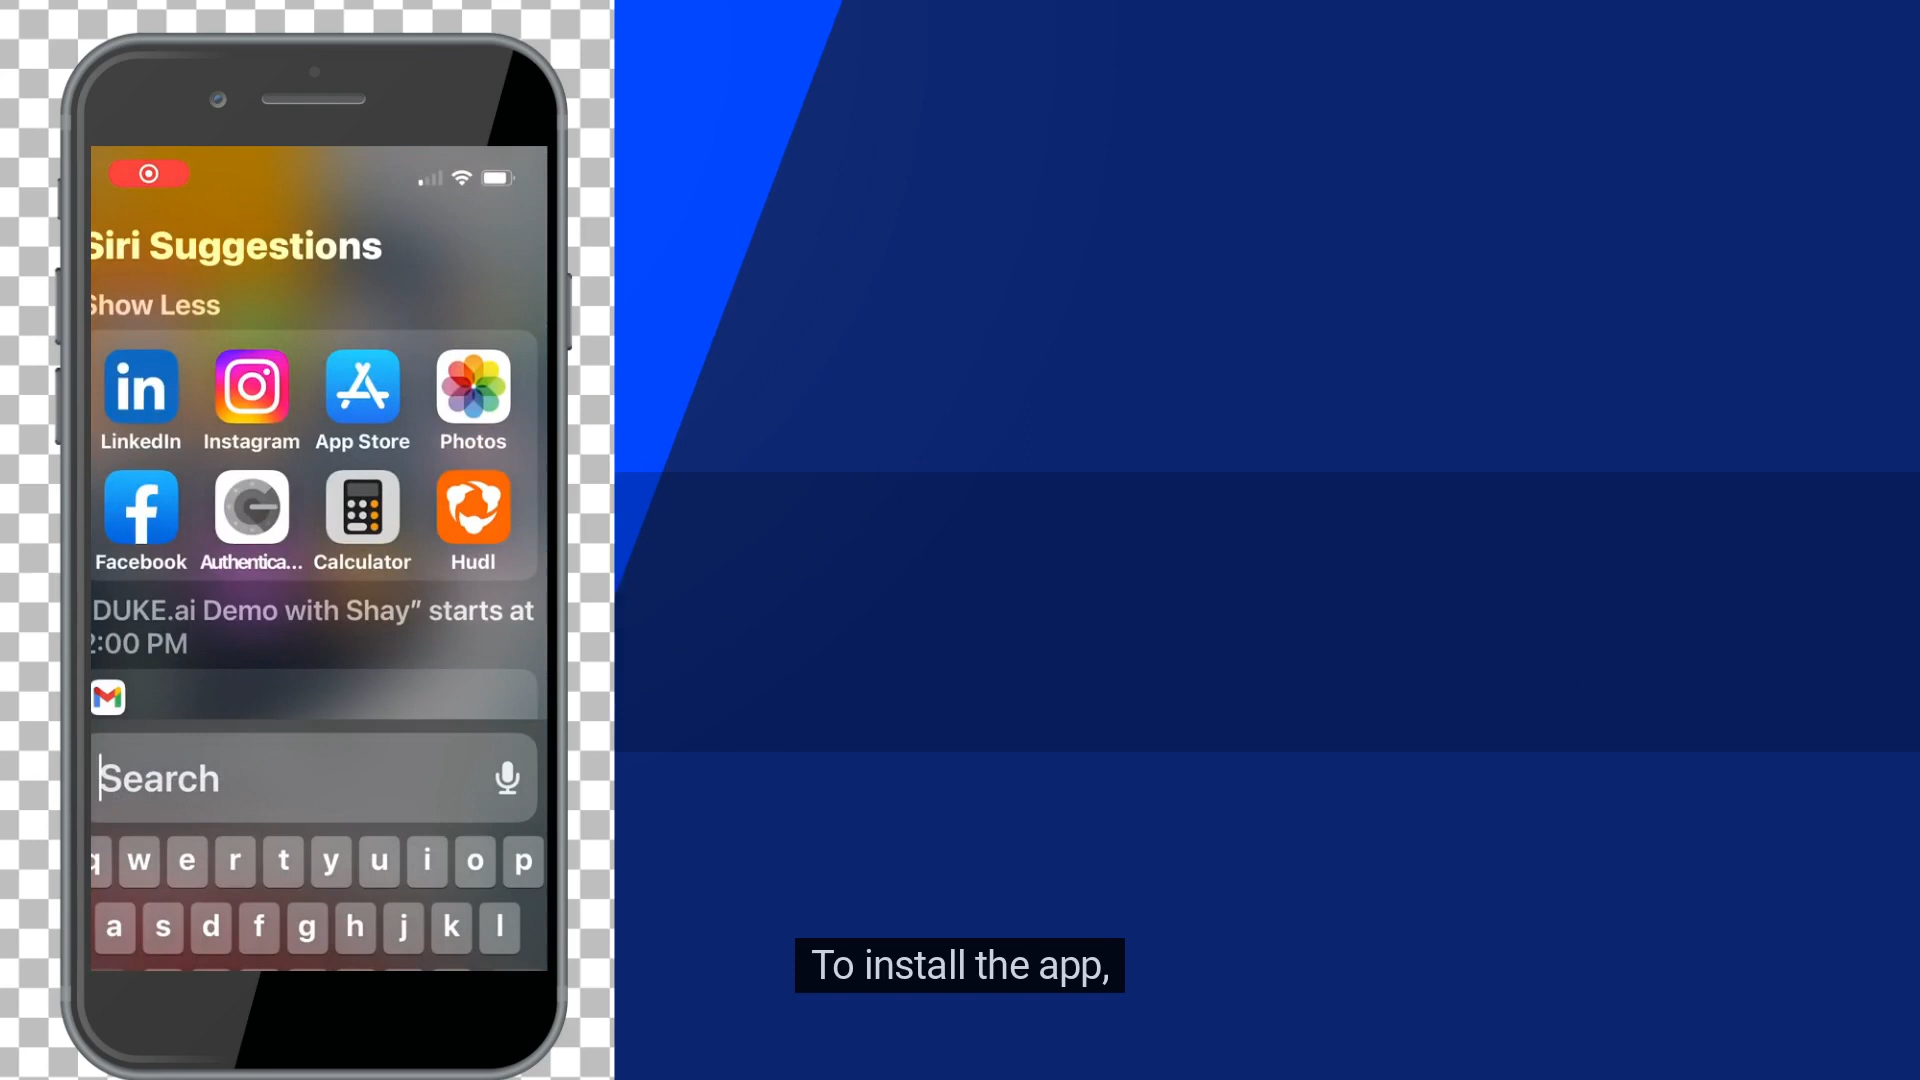 Siri Suggestions
Show Less
LinkedIn Instagram App Store Photos
Facebook Authentica... Calculator Hudl
DUKE.ai Demo with Shay” starts at
2:00 PM
Search
q w e r t y u i o p
a s d f g h j k l
To install the app,